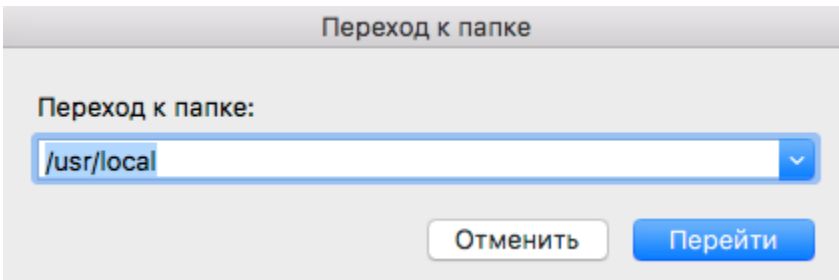 Переход к папке
Переход к папке:
/usr/local
Отменить Перейти